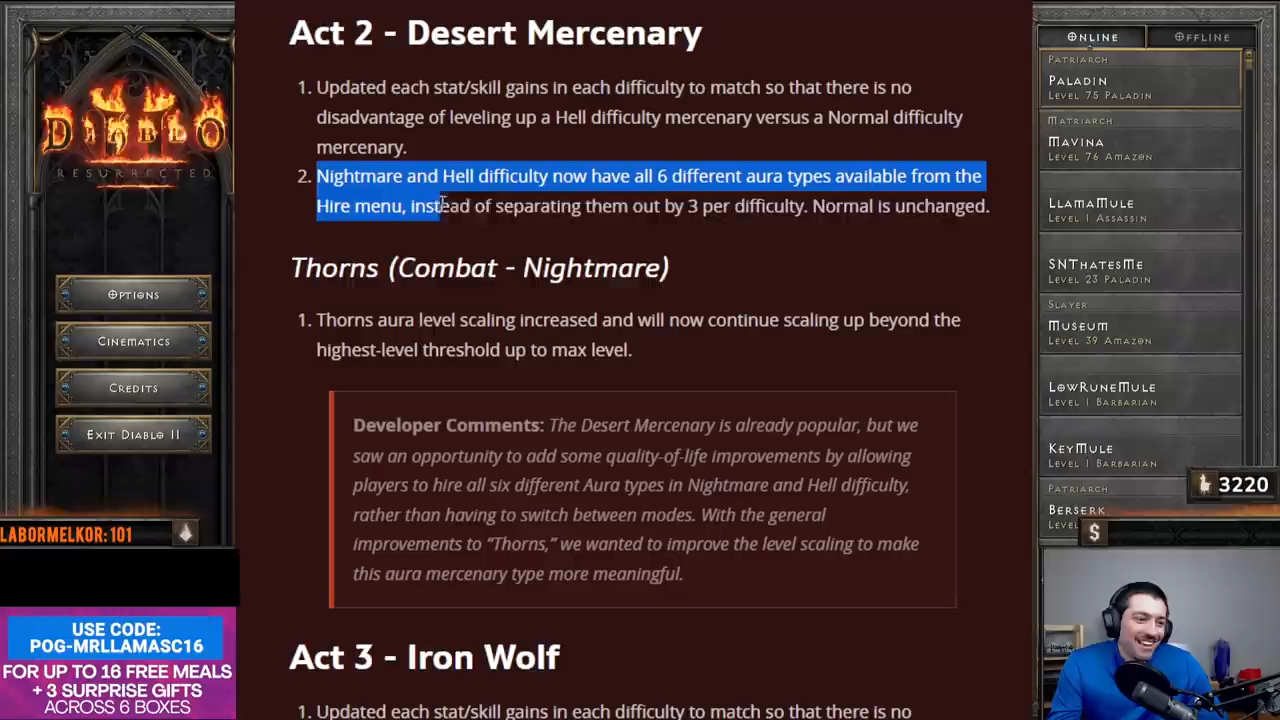 DIABLO
II
RESURRECTED
OPTIONS
CINEMATICS
CREDITS
EXIT DIABLO II
LABORMELKOR: 101
USE CODE:
POG-MRLLAMASC16
FOR UP TO 16 FREE MEALS
+ 3 SURPRISE GIFTS
ACROSS 6 BOXES
Act 2 - Desert Mercenary
1. Updated each stat/skill gains in each difficulty to match so that there is no
disadvantage of leveling up a Hell difficulty mercenary versus a Normal difficulty
mercenary.
2. Nightmare and Hell difficulty now have all 6 different aura types available from the
Hire menu, instead of separating them out by 3 per difficulty. Normal is unchanged.
Thorns (Combat - Nightmare)
1. Thorns aura level scaling increased and will now continue scaling up beyond the
highest-level threshold up to max level.
Developer Comments: The Desert Mercenary is already popular, but we
saw an opportunity to add some quality-of-life improvements by allowing
players to hire all six different Aura types in Nightmare and Hell difficulty,
rather than having to switch between modes. With the general
improvements to “Thorns,” we wanted to improve the level scaling to make
this aura mercenary type more meaningful.
Act 3 - Iron Wolf
1. Updated each stat/skill gains in each difficulty to match so that there is no
ONLINE
OFFLINE
PATRIARCH
PALADIN
LEVEL 75 PALADIN
MATRIARCH
MAVINA
LEVEL 76 AMAZON
LLAMAMULE
LEVEL 1 ASSASSIN
SNTHATESME
LEVEL 23 PALADIN
SLAYER
MUSEUM
LEVEL 39 AMAZON
LOWRUNEMULE
LEVEL 1 BARBARIAN
KEYMULE
LEVEL 1 BARBARIAN
PATRIARCH
BERSERK
LEVEL
3220
$